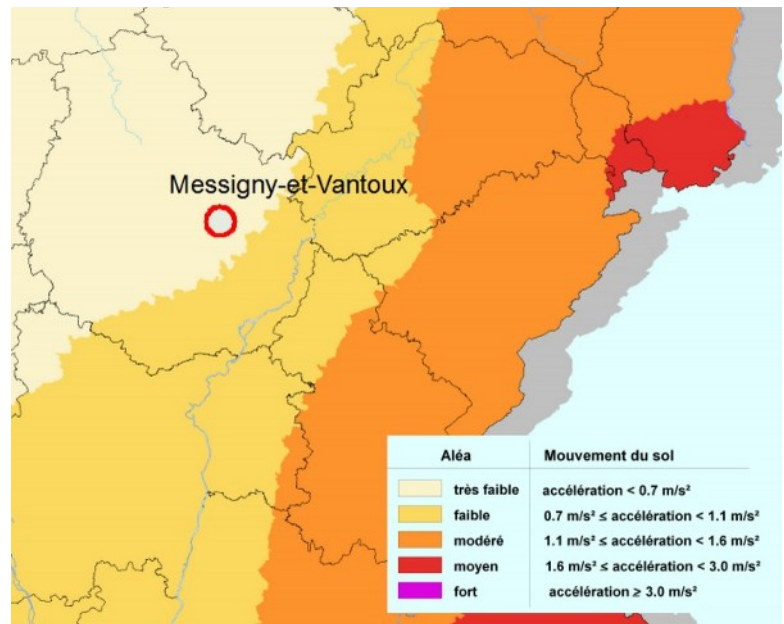 Messigny-et-Vantoux
Aléa Mouvement du sol
très faible accélération < 0.7 m/s²
faible 0.7 m/s² ≤ accélération < 1.1 m/s²
modéré 1.1 m/s² ≤ accélération < 1.6 m/s²
moyen 1.6 m/s² ≤ accélération < 3.0 m/s²
fort accélération ≥ 3.0 m/s²